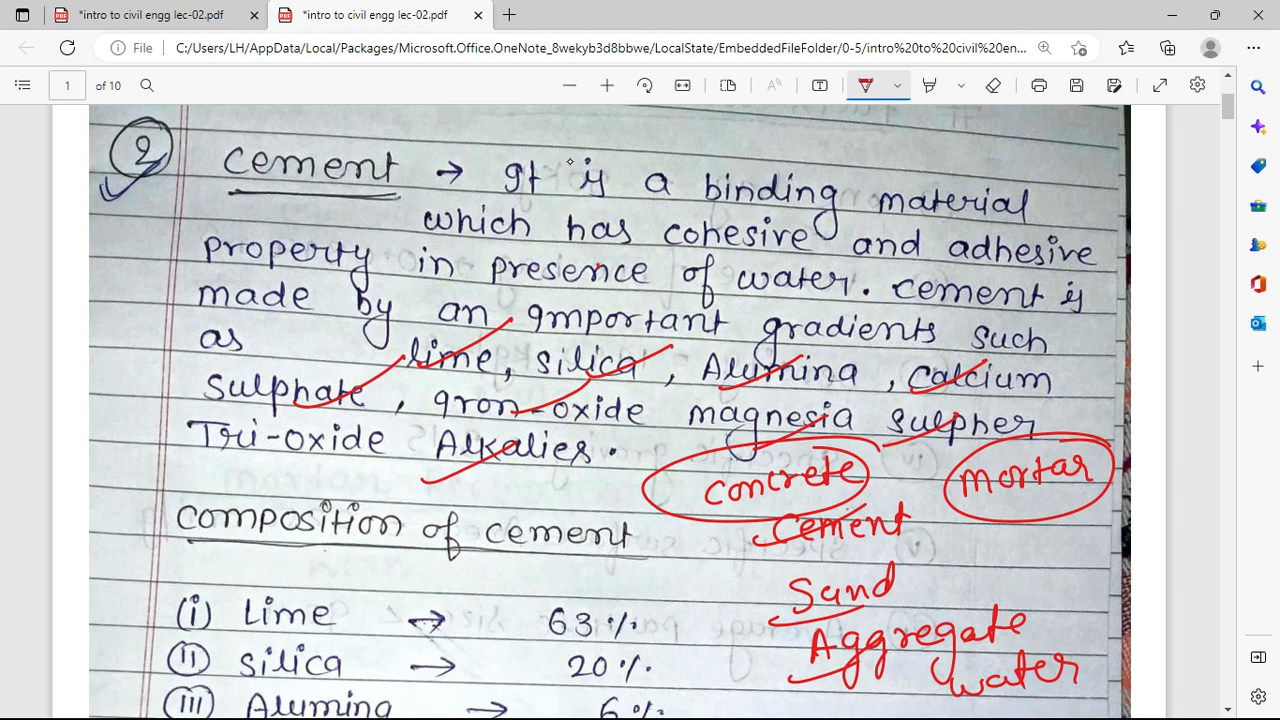 *intro to civil engg lec-02.pdf
*intro to civil engg lec-02.pdf
File
C:/Users/LH/AppData/Local/Packages/Microsoft.Office.OneNote_8wekyb3d8bbwe/LocalState/EmbeddedFileFolder/0-5/intro%20to%20civil%20en...
1 of 10
2
Cement → It is a binding material
which has cohesive and adhesive
property in presence of water. Cement is
made by an Important gradients such
as lime, silica, Alumina, calcium
sulphate, Iron-oxide magnesia sulpher
Tri-oxide Alkalies.
concrete
mortar
cement
Sand
Aggregate
water
composition of cement
(i) Lime → 63%.
(ii) silica → 20%.
(iii) Alumina → 6%.